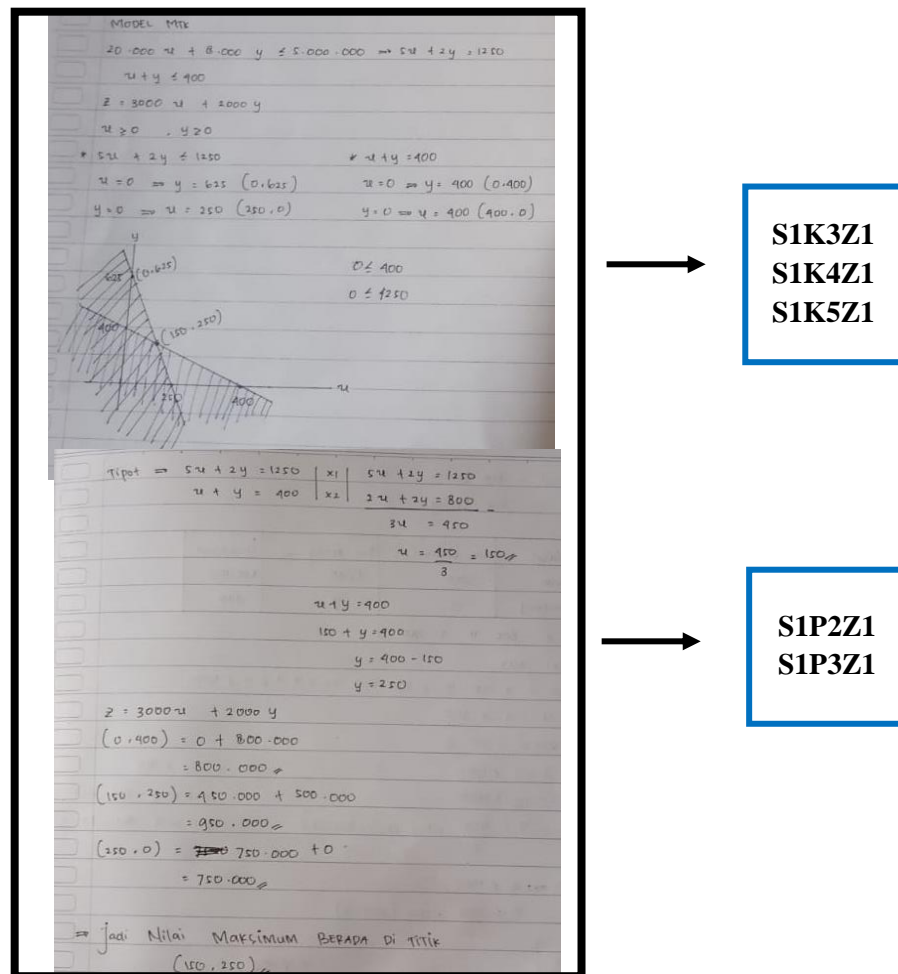 MODEL MTK
20.000 x + 8.000 y ≤ 5.000.000 ⇒ 5x + 2y = 1250
x + y ≤ 400
z = 3000 x + 2000 y
x ≥ 0 , y ≥ 0
* 5x + 2y ≤ 1250
x = 0 ⇒ y = 625 (0.625)
y = 0 ⇒ x = 250 (250.0)
* x + y = 400
x = 0 ⇒ y = 400 (0.400)
y = 0 ⇒ x = 400 (400.0)
0 ≤ 400
0 ≤ 1250
y
625
(0.625)
400
(150.250)
250
400
x
Tipot ⇒ 5x + 2y = 1250 | x1 | 5x + 2y = 1250
x + y = 400 | x2 | 2x + 2y = 800 -
3x = 450
x = 450/3 = 150//
x + y = 400
150 + y = 400
y = 400 - 150
y = 250
z = 3000 x + 2000 y
(0.400) = 0 + 800.000
= 800.000//
(150, 250) = 450.000 + 500.000
= 950.000//
(250.0) = 750.000 + 0
= 750.000//
⇒ Jadi Nilai Maksimum BERADA Di TiTiK
(150, 250)//
S1K3Z1
S1K4Z1
S1K5Z1
S1P2Z1
S1P3Z1